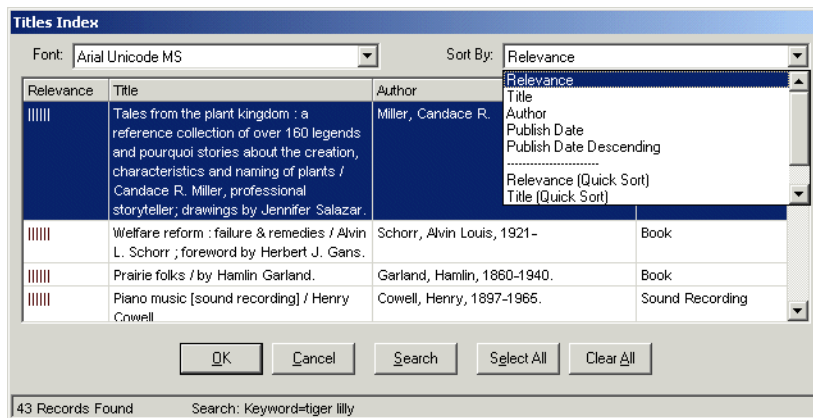 Titles Index
Font: Arial Unicode MS Sort By: Relevance
Relevance Title Author
Relevance
Title
Author
Publish Date
Publish Date Descending
------------------------
Relevance (Quick Sort)
Title (Quick Sort)
Tales from the plant kingdom : a Miller, Candace R.
reference collection of over 160 legends
and pourquoi stories about the creation,
characteristics and naming of plants /
Candace R. Miller, professional
storyteller; drawings by Jennifer Salazar.
Welfare reform : failure & remedies / Alvin Schorr, Alvin Louis, 1921- Book
L. Schorr ; foreword by Herbert J. Gans.
Prairie folks / by Hamlin Garland. Garland, Hamlin, 1860-1940. Book
Piano music [sound recording] / Henry Cowell, Henry, 1897-1965. Sound Recording
Cowell
OK Cancel Search Select All Clear All
43 Records Found Search: Keyword=tiger lilly